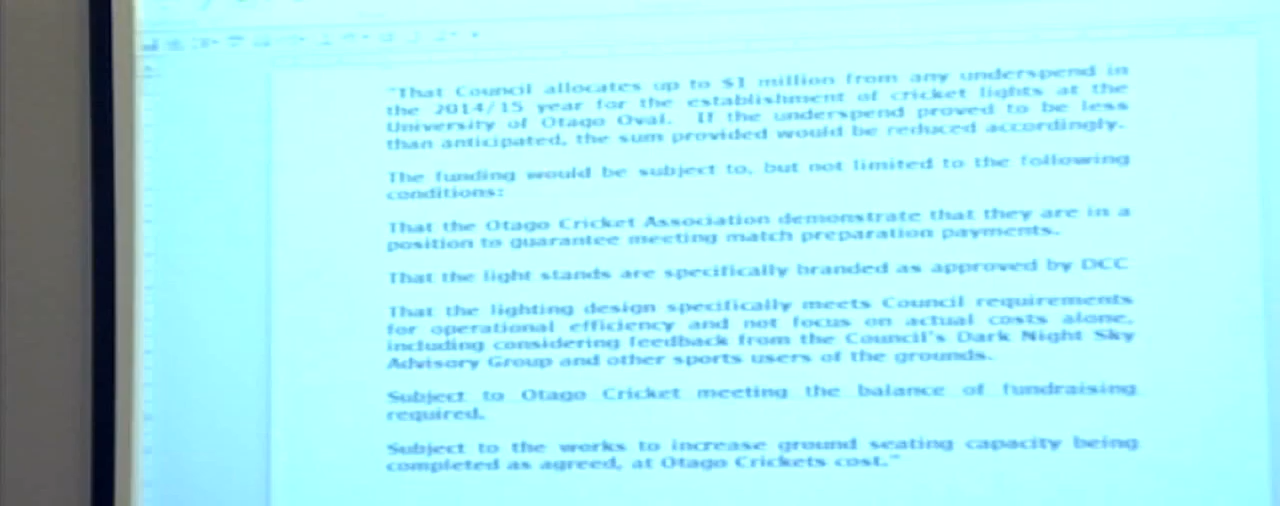 "That Council allocates up to $1 million from any underspend in
the 2014/15 year for the establishment of cricket lights at the
University of Otago Oval. If the underspend proved to be less
than anticipated, the sum provided would be reduced accordingly.
The funding would be subject to, but not limited to the following
conditions:
That the Otago Cricket Association demonstrate that they are in a
position to guarantee meeting match preparation payments.
That the light stands are specifically branded as approved by DCC
That the lighting design specifically meets Council requirements
for operational efficiency and not focus on actual costs alone,
including considering feedback from the Council's Dark Night Sky
Advisory Group and other sports users of the grounds.
Subject to Otago Cricket meeting the balance of fundraising
required.
Subject to the works to increase ground seating capacity being
completed as agreed, at Otago Crickets cost."